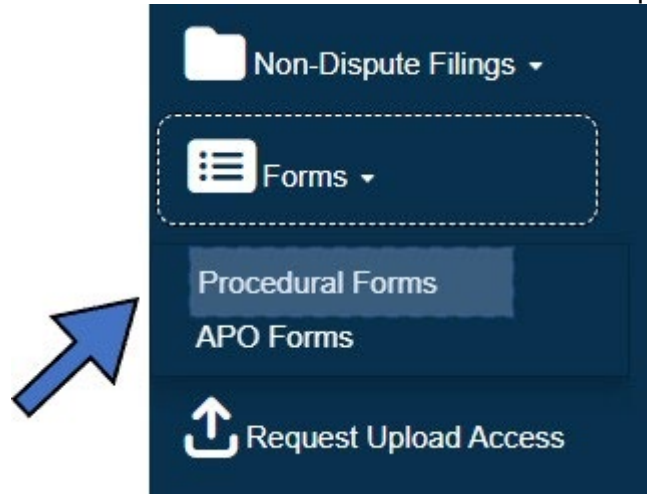 Non-Dispute Filings
Forms
Procedural Forms
APO Forms
Request Upload Access